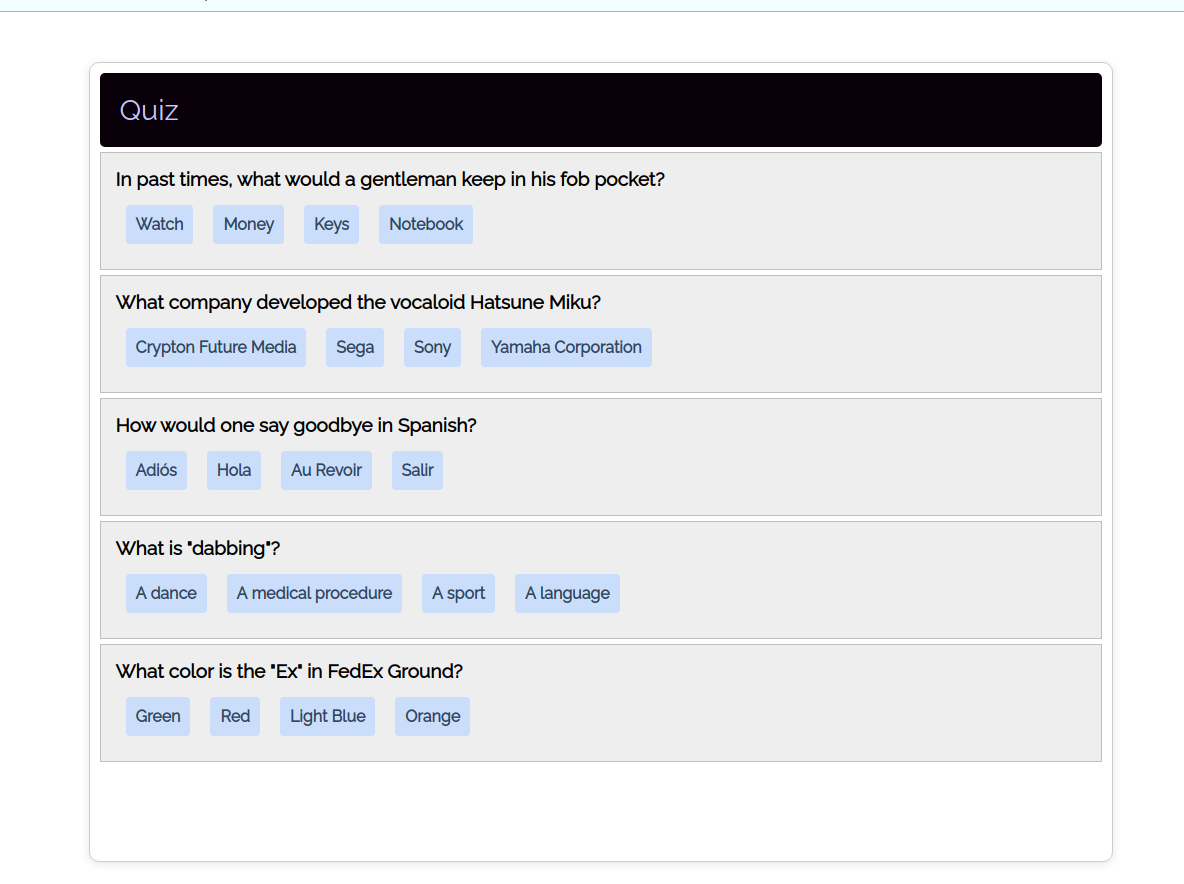 Quiz
In past times, what would a gentleman keep in his fob pocket?
Watch Money Keys Notebook
What company developed the vocaloid Hatsune Miku?
Crypton Future Media Sega Sony Yamaha Corporation
How would one say goodbye in Spanish?
Adiós Hola Au Revoir Salir
What is "dabbing"?
A dance A medical procedure A sport A language
What color is the "Ex" in FedEx Ground?
Green Red Light Blue Orange